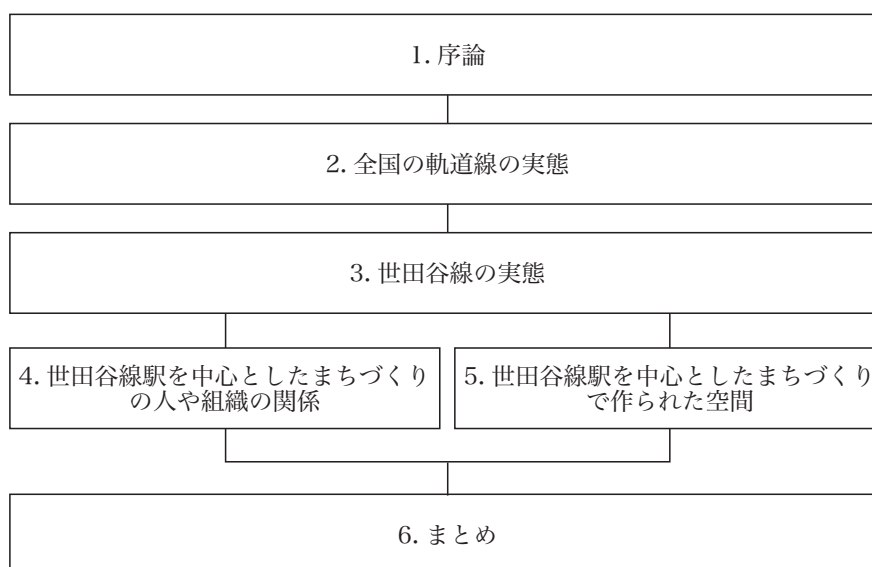 1. 序論
2. 全国の軌道線の実態
3. 世田谷線の実態
4. 世田谷線駅を中心としたまちづくり
の人や組織の関係
5. 世田谷線駅を中心としたまちづくり
で作られた空間
6. まとめ